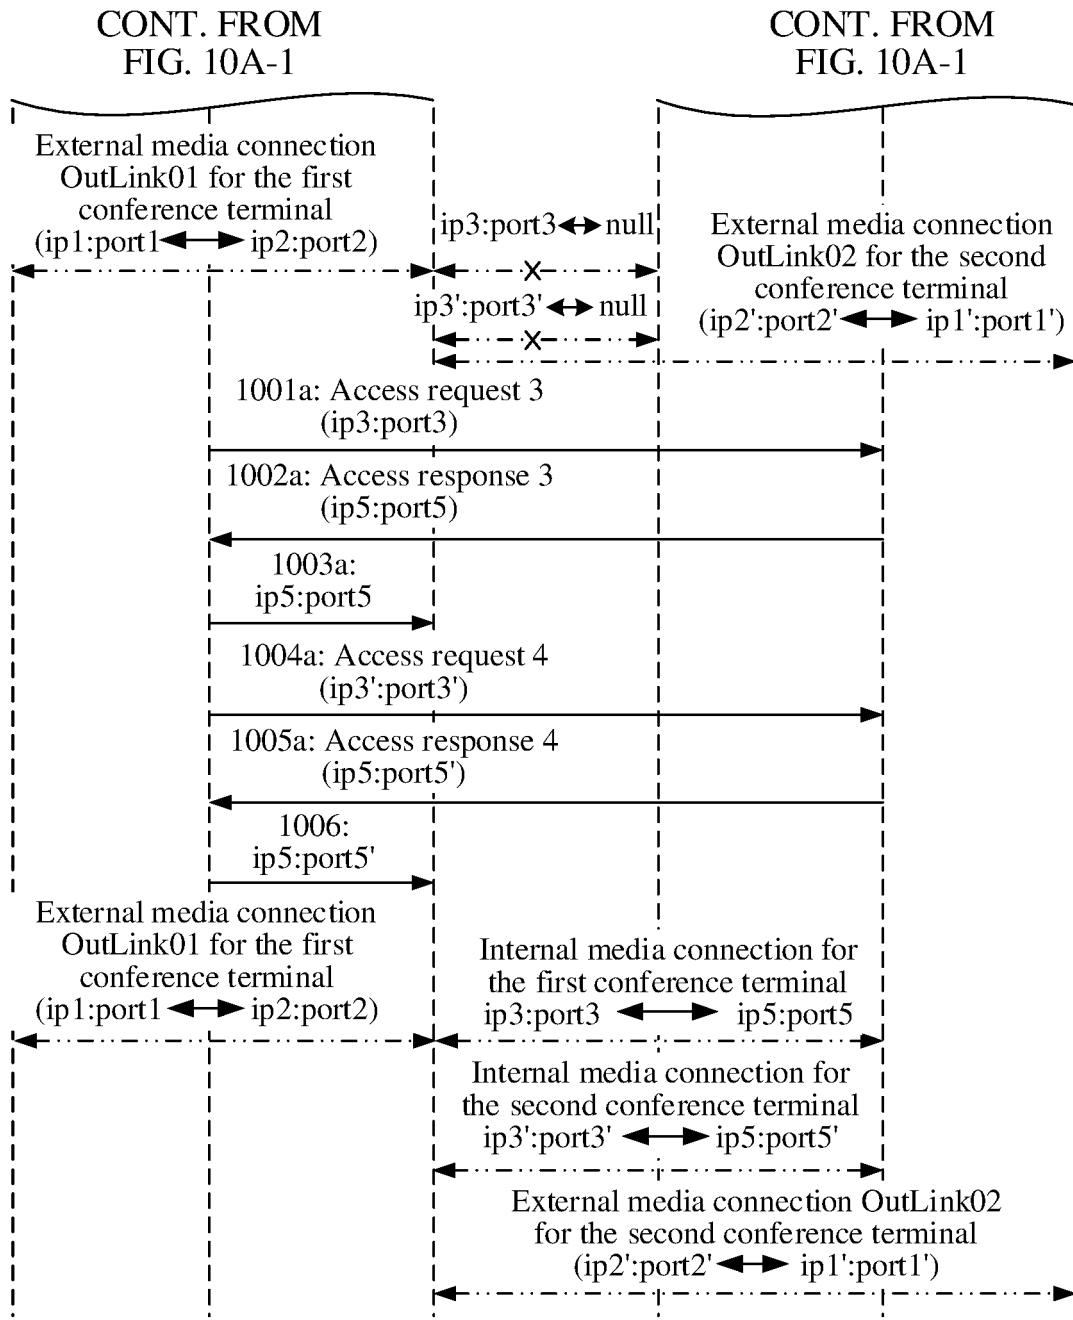 CONT. FROM
FIG. 10A-1
CONT. FROM
FIG. 10A-1
External media connection
OutLink01 for the first
conference terminal
(ip1:port1 ip2:port2)
ip3:port3 null
ip3':port3' null
External media connection
OutLink02 for the second
conference terminal
(ip2':port2' ip1':port1')
1001a: Access request 3
(ip3:port3)
1002a: Access response 3
(ip5:port5)
1003a:
ip5:port5
1004a: Access request 4
(ip3':port3')
1005a: Access response 4
(ip5:port5')
1006:
ip5:port5'
External media connection
OutLink01 for the first
conference terminal
(ip1:port1 ip2:port2)
Internal media connection for
the first conference terminal
ip3:port3 ip5:port5
Internal media connection for
the second conference terminal
ip3':port3' ip5:port5'
External media connection OutLink02
for the second conference terminal
(ip2':port2' ip1':port1')